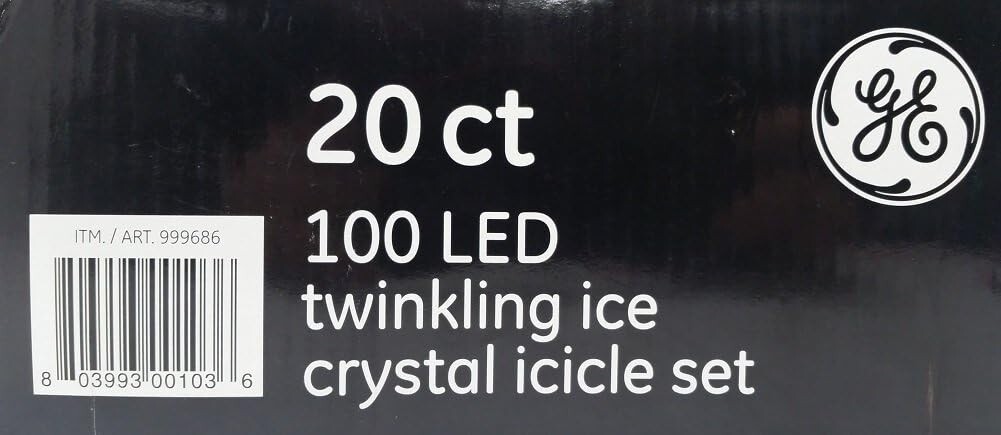 20 ct
GE
100 LED
twinkling ice
crystal icicle set
ITM. / ART. 999686
8 03993 00103 6